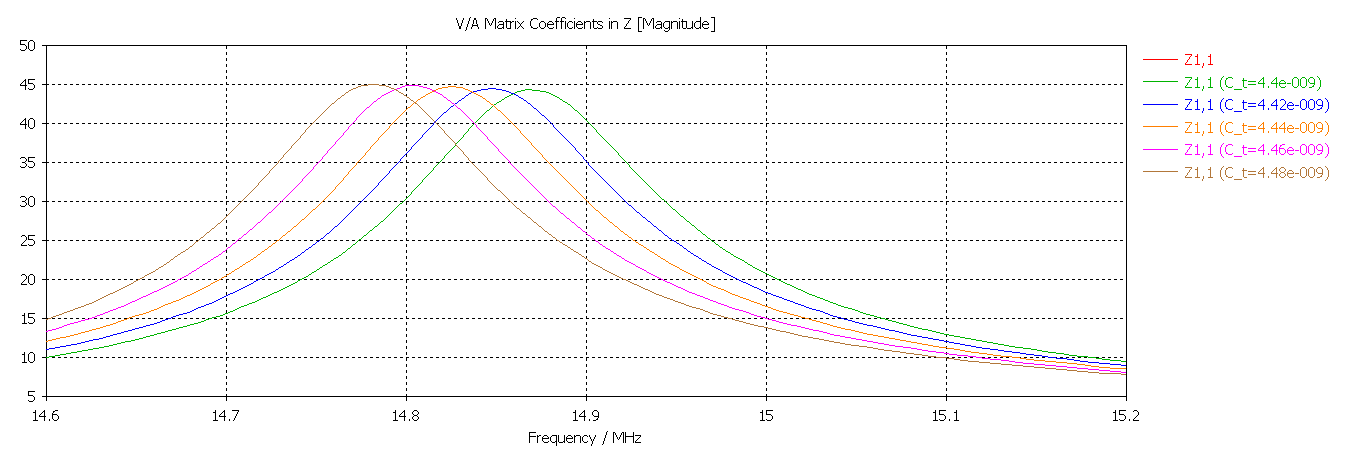 V/A Matrix Coefficients in Z [Magnitude]
50
45
40
35
30
25
20
15
10
5
14.6 14.7 14.8 14.9 15 15.1 15.2
Frequency / MHz
Z1,1
Z1,1 (C_t=4.4e-009)
Z1,1 (C_t=4.42e-009)
Z1,1 (C_t=4.44e-009)
Z1,1 (C_t=4.46e-009)
Z1,1 (C_t=4.48e-009)